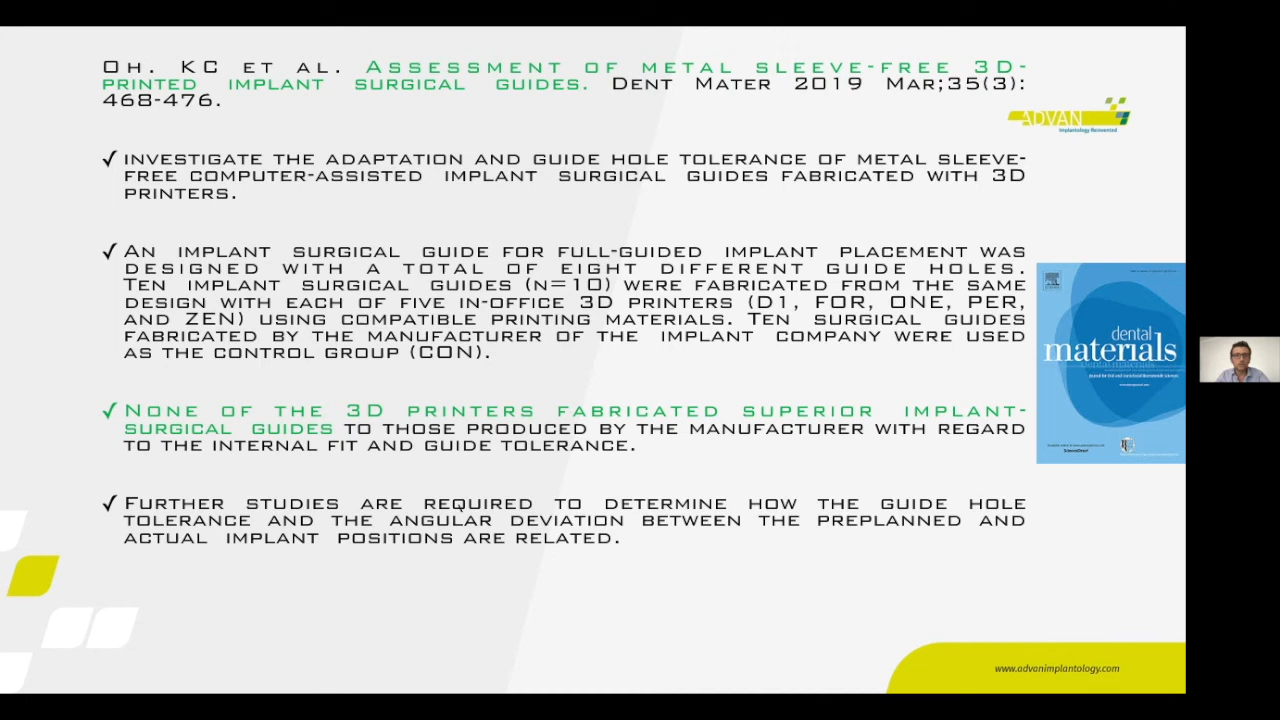 Oh. KC et al. Assessment of metal sleeve-free 3D-
printed implant surgical guides. Dent Mater 2019 Mar;35(3):
468-476.
ADVAN
Implantology Reinvented
✓ Investigate the adaptation and guide hole tolerance of metal sleeve-
free computer-assisted implant surgical guides fabricated with 3D
printers.
✓ An implant surgical guide for full-guided implant placement was
designed with a total of eight different guide holes.
Ten implant surgical guides (n=10) were fabricated from the same
design with each of five in-office 3D printers (D1, FOR, ONE, PER,
and ZEN) using compatible printing materials. Ten surgical guides
fabricated by the manufacturer of the implant company were used
as the control group (CON).
dental
materials
✓ None of the 3D printers fabricated superior implant-
surgical guides to those produced by the manufacturer with regard
to the internal fit and guide tolerance.
✓ Further studies are required to determine how the guide hole
tolerance and the angular deviation between the preplanned and
actual implant positions are related.
www.advanimplantology.com